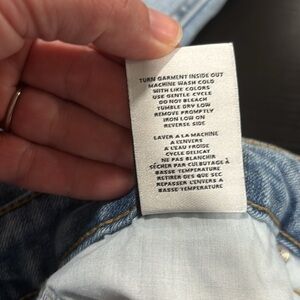 TURN GARMENT INSIDE OUT
MACHINE WASH COLD
WITH LIKE COLORS
USE GENTLE CYCLE
DO NOT BLEACH
TUMBLE DRY LOW
REMOVE PROMPTLY
IRON LOW ON
REVERSE SIDE
LAVER A LA MACHINE
A L'ENVERS
A L'EAU FROIDE
CYCLE DELICAT
NE PAS BLANCHIR
SÉCHER PAR CULBUTAGE À
BASSE TEMPÉRATURE
RETIRER DES QUE SEC
REPASSER L'ENVERS A
BASSE TEMPERATURE